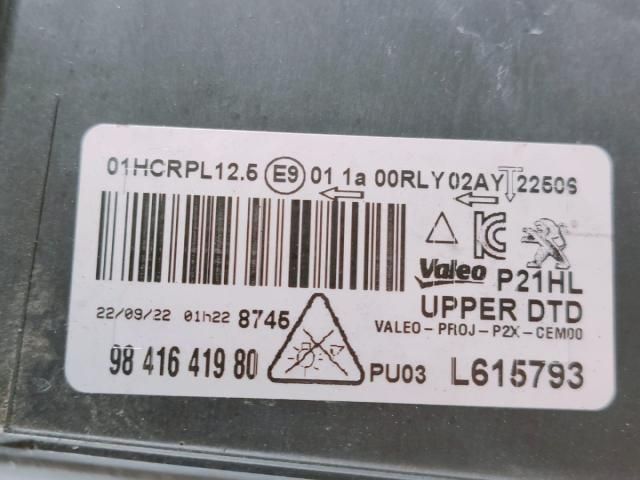 01HCRPL12.5 E9 01 1a 00RLY 02AY 22506
Valeo P21HL
UPPER DTD
22/09/22 01h22 8745
VALEO-PROJ-P2X-CEM00
98 416 419 80 PU03 L615793